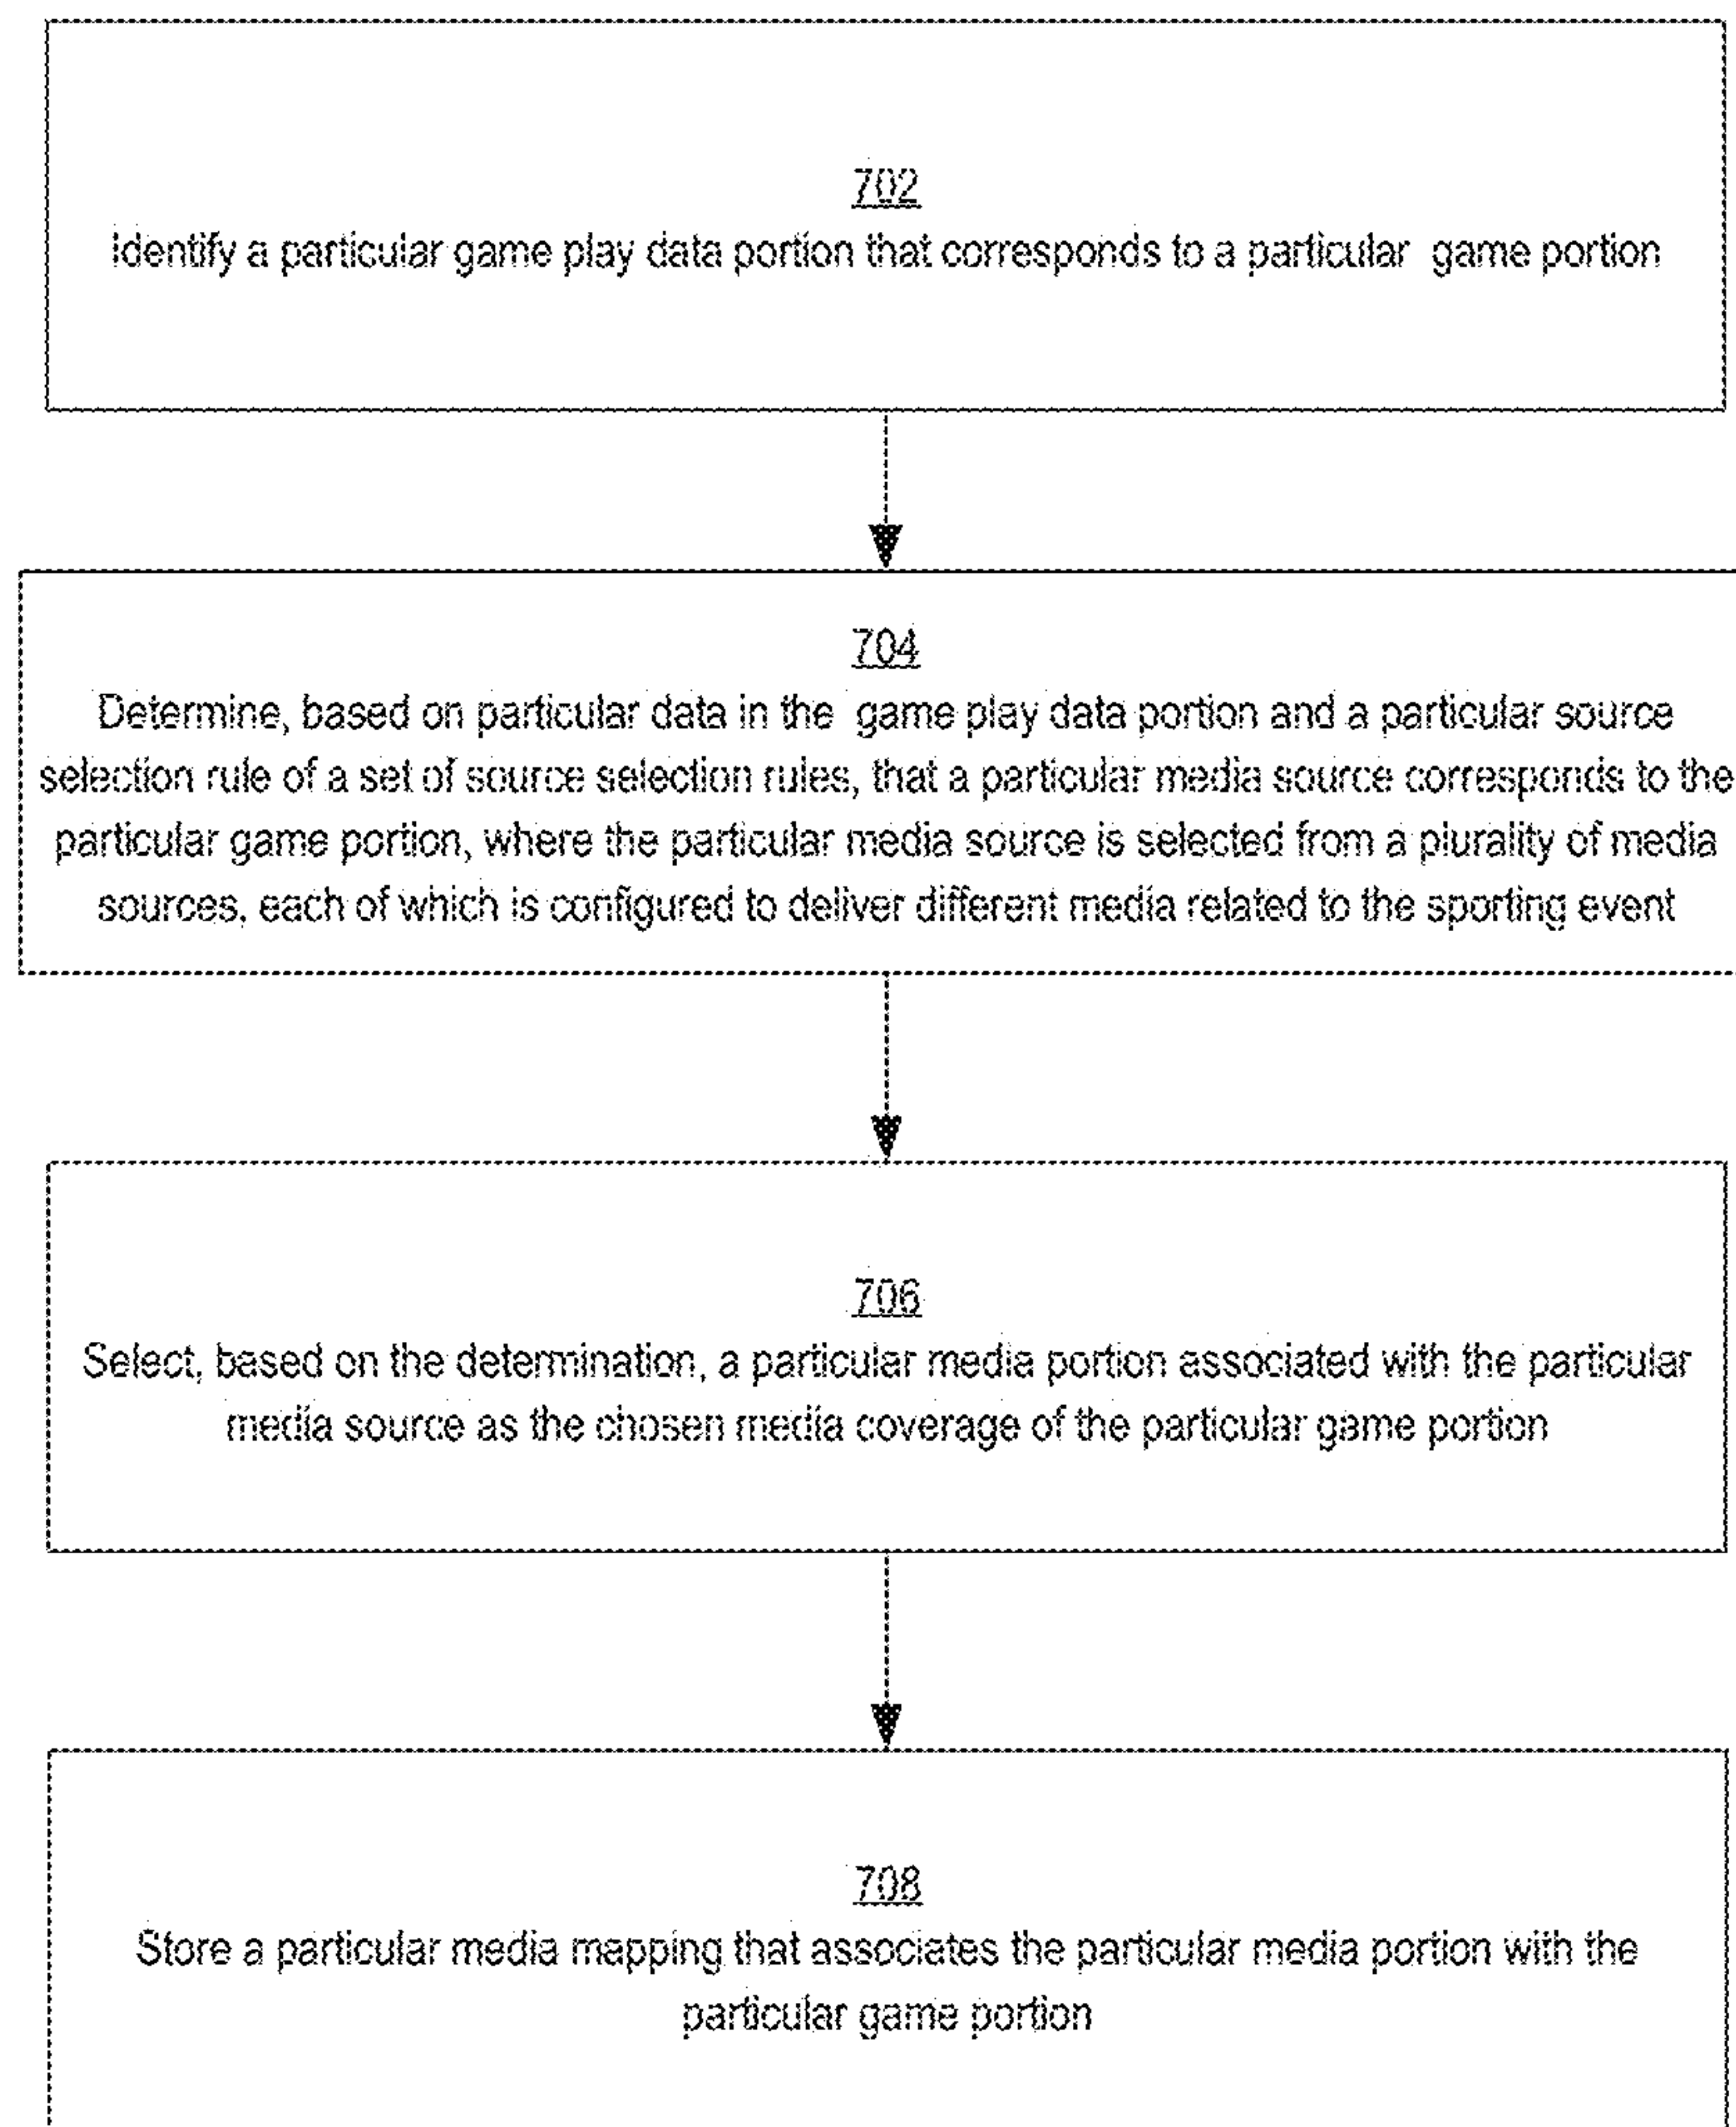 702
Identify a particular game play data portion that corresponds to a particular game portion
704
Determine, based on particular data in the game play data portion and a particular source
selection rule of a set of source selection rules, that a particular media source corresponds to the
particular game portion, where the particular media source is selected from a plurality of media
sources, each of which is configured to deliver different media related to the sporting event
706
Select, based on the determination, a particular media portion associated with the particular
media source as the chosen media coverage of the particular game portion
708
Store a particular media mapping that associates the particular media portion with the
particular game portion